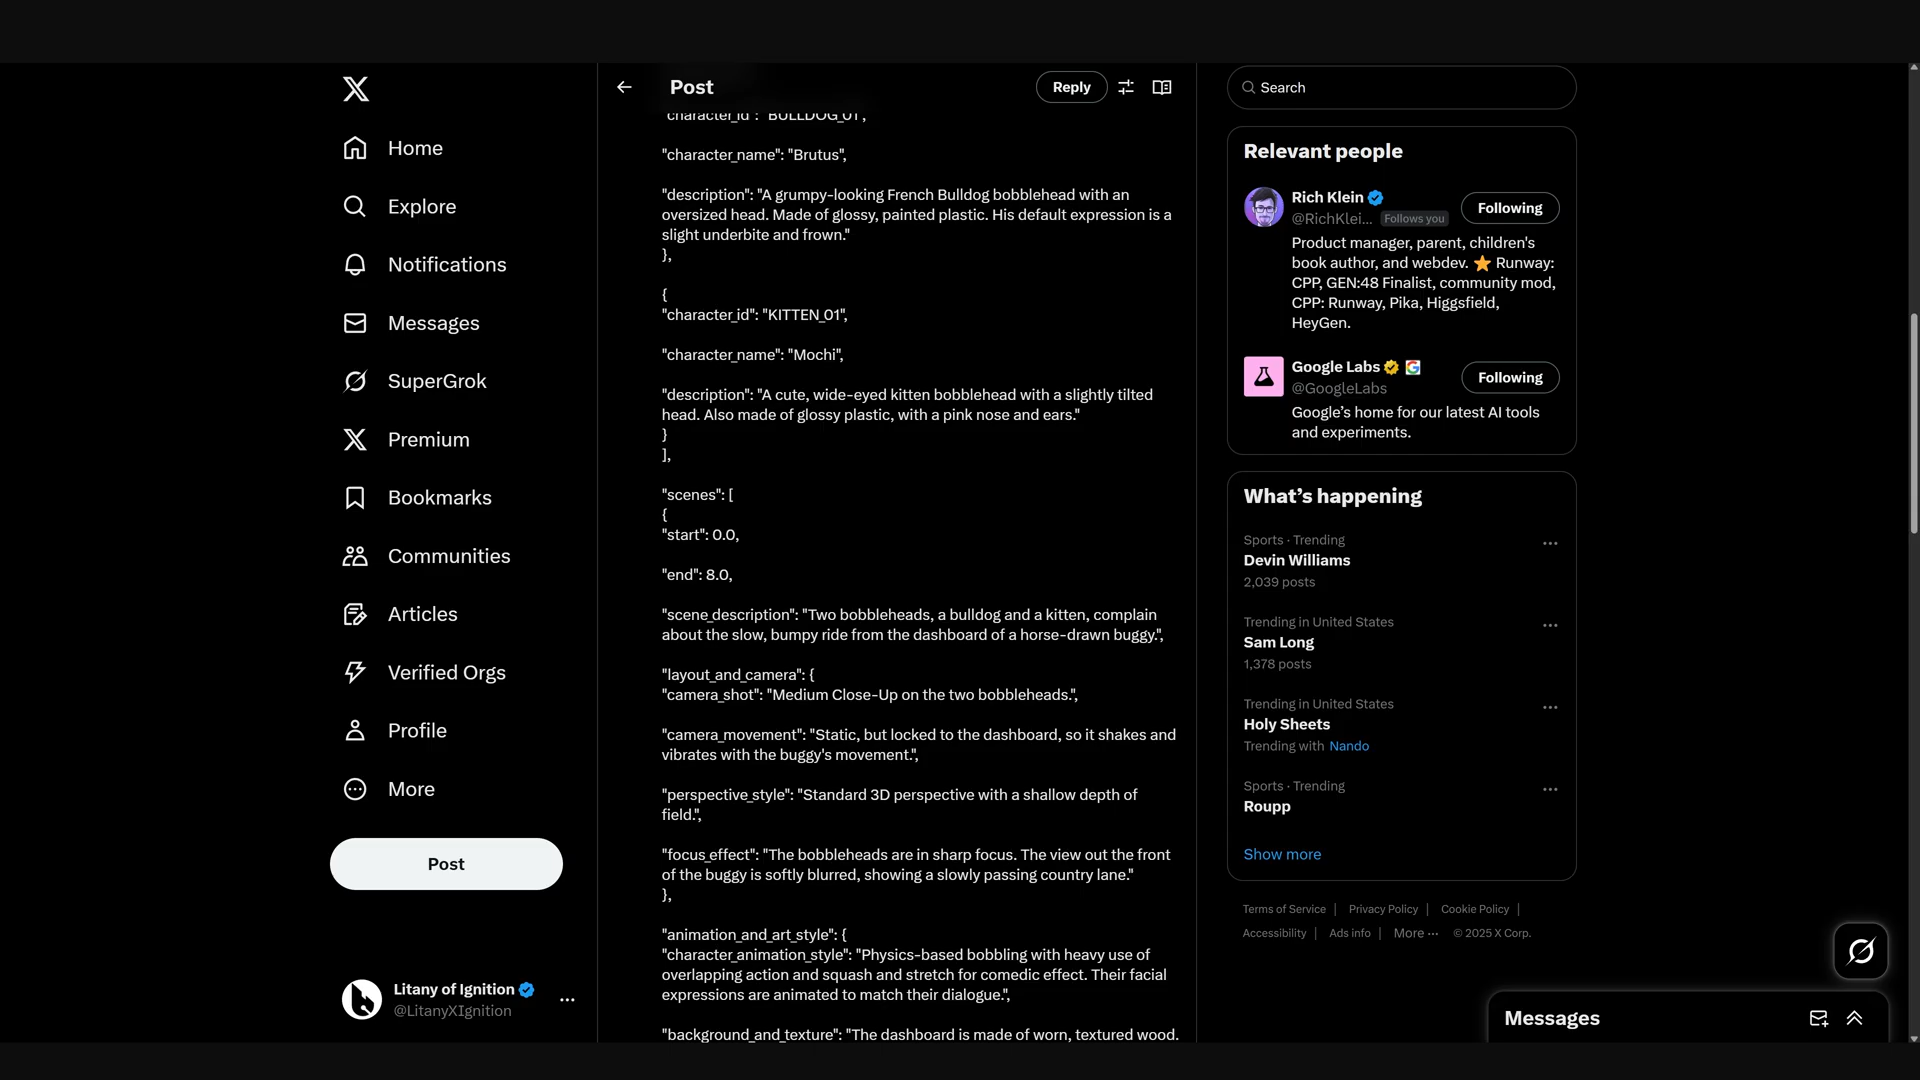 Home
Explore
Notifications
Messages
SuperGrok
Premium
Bookmarks
Communities
Articles
Verified Orgs
Profile
More
Post
Litany of Ignition
@LitanyXIgnition
Post
Reply
"character_id": "BULLDOG_01",
"character_name": "Brutus",
"description": "A grumpy-looking French Bulldog bobblehead with an
oversized head. Made of glossy, painted plastic. His default expression is a
slight underbite and frown."
},
{
"character_id": "KITTEN_01",
"character_name": "Mochi",
"description": "A cute, wide-eyed kitten bobblehead with a slightly tilted
head. Also made of glossy plastic, with a pink nose and ears."
}
],
"scenes": [
{
"start": 0.0,
"end": 8.0,
"scene_description": "Two bobbleheads, a bulldog and a kitten, complain
about the slow, bumpy ride from the dashboard of a horse-drawn buggy.",
"layout_and_camera": {
"camera_shot": "Medium Close-Up on the two bobbleheads.",
"camera_movement": "Static, but locked to the dashboard, so it shakes and
vibrates with the buggy's movement.",
"perspective_style": "Standard 3D perspective with a shallow depth of
field.",
"focus_effect": "The bobbleheads are in sharp focus. The view out the front
of the buggy is softly blurred, showing a slowly passing country lane."
},
"animation_and_art_style": {
"character_animation_style": "Physics-based bobbling with heavy use of
overlapping action and squash and stretch for comedic effect. Their facial
expressions are animated to match their dialogue.",
"background_and_texture": "The dashboard is made of worn, textured wood.
Search
Relevant people
Rich Klein
@RichKlei... Follows you
Following
Product manager, parent, children's
book author, and webdev. ⭐ Runway:
CPP, GEN:48 Finalist, community mod,
CPP: Runway, Pika, Higgsfield,
HeyGen.
Google Labs
@GoogleLabs
Following
Google’s home for our latest AI tools
and experiments.
What’s happening
Sports · Trending
Devin Williams
2,039 posts
Trending in United States
Sam Long
1,378 posts
Trending in United States
Holy Sheets
Trending with Nando
Sports · Trending
Roupp
Show more
Terms of Service | Privacy Policy | Cookie Policy |
Accessibility | Ads info | More ··· © 2025 X Corp.
Messages